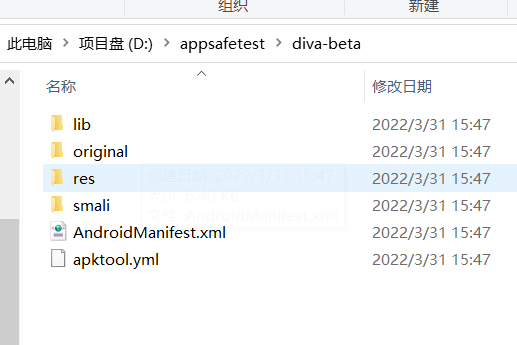 组织
新建
此电脑 > 项目盘 (D:) > appsafetest > diva-beta
名称 修改日期
lib 2022/3/31 15:47
original 2022/3/31 15:47
res 2022/3/31 15:47
smali 2022/3/31 15:47
AndroidManifest.xml 2022/3/31 15:47
apktool.yml 2022/3/31 15:47
创建日期: 2022/3/31 15:47
大小: 6.40 KB
文件: AndroidManifest.xml